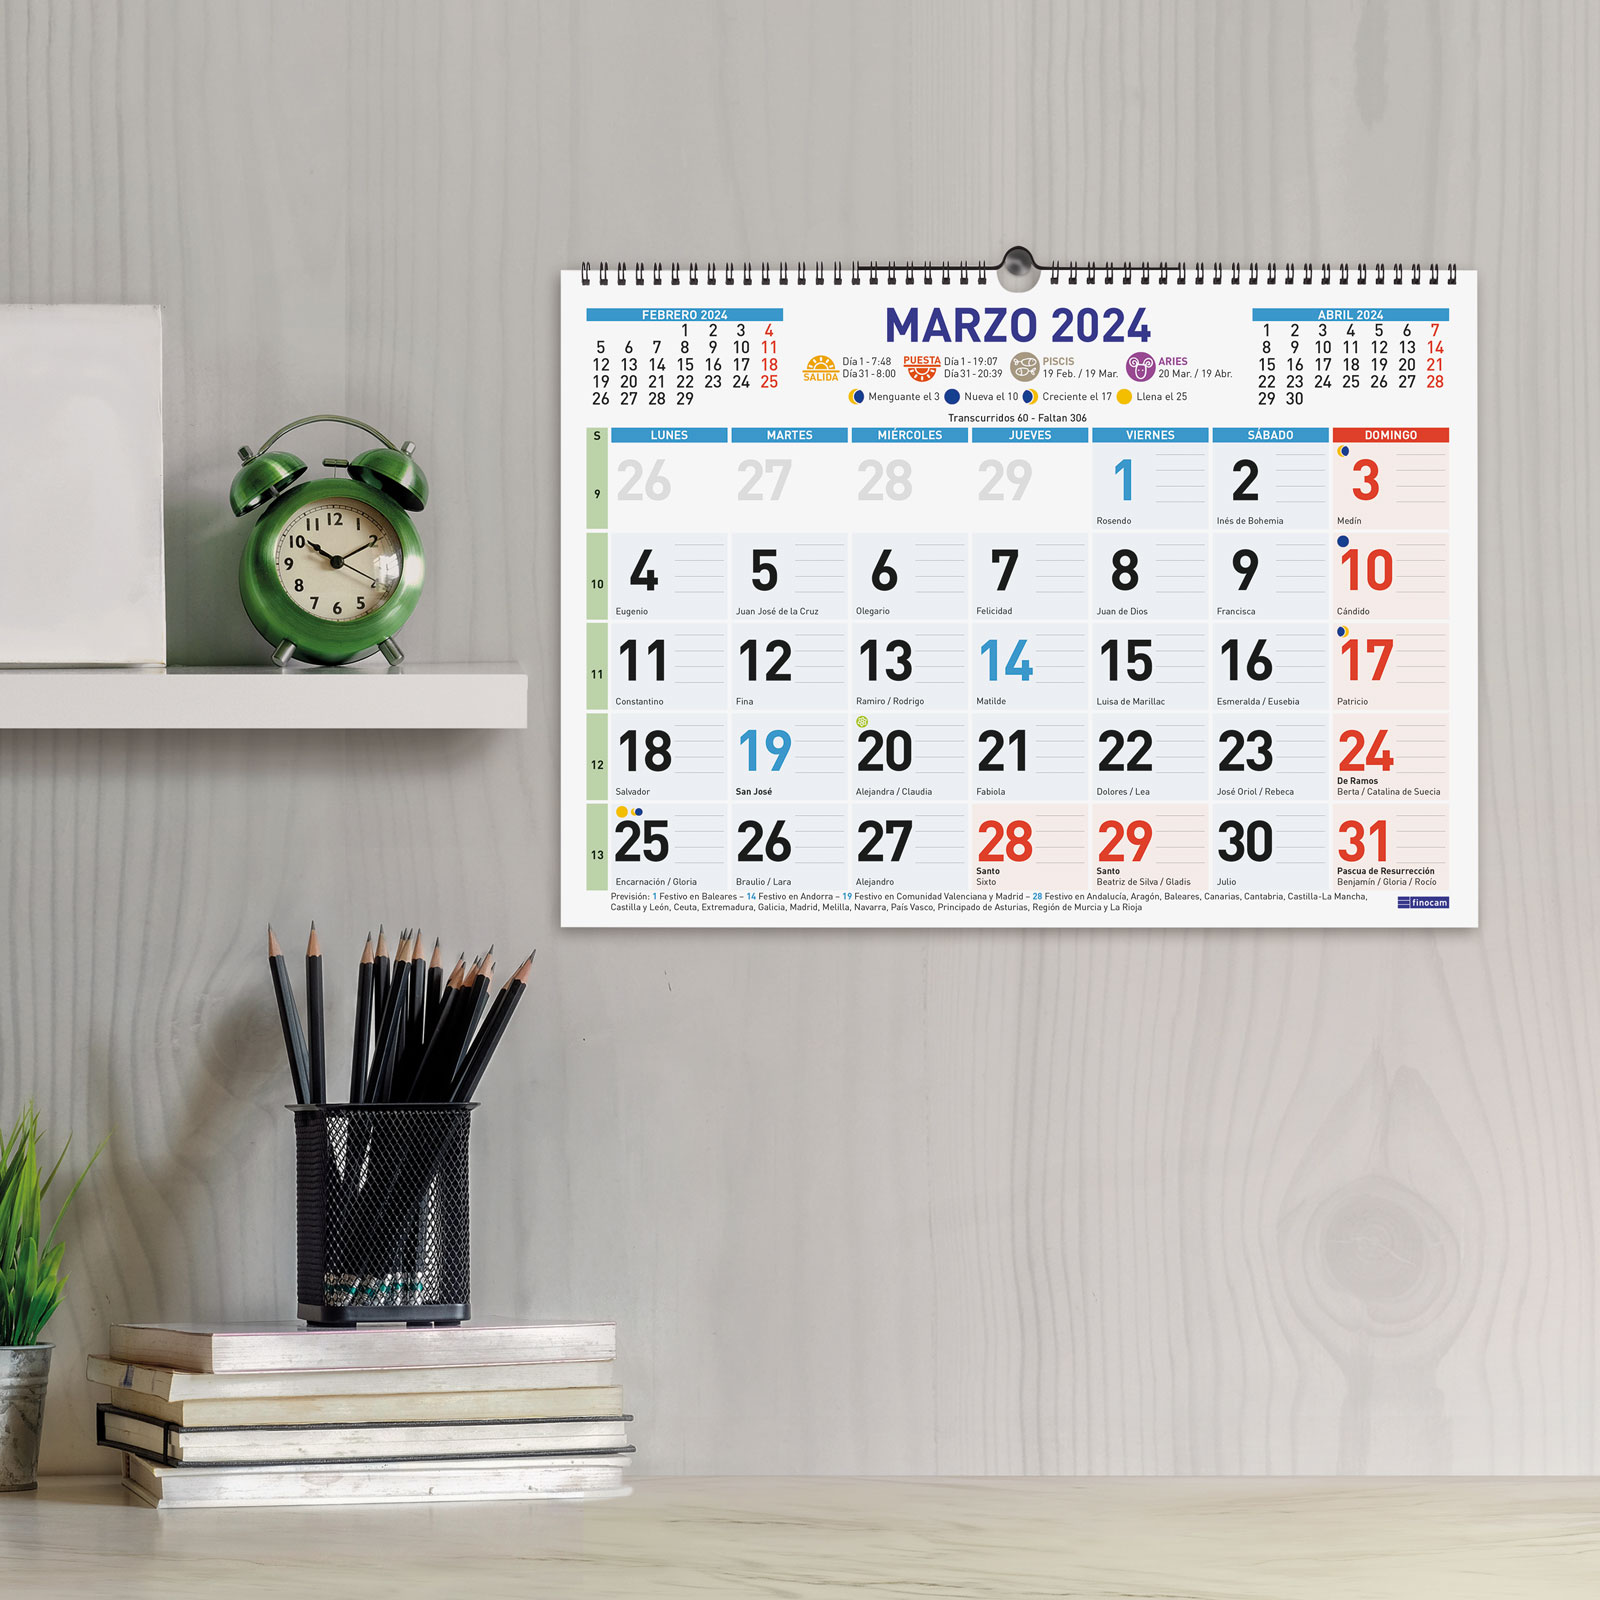 FEBRERO 2024
1 2 3 4
5 6 7 8 9 10 11
12 13 14 15 16 17 18
19 20 21 22 23 24 25
26 27 28 29
MARZO 2024
SALIDA
Día 1 - 7:48
Día 31 - 8:00
PUESTA
Día 1 - 19:07
Día 31 - 20:39
PISCIS
19 Feb. / 19 Mar.
ARIES
20 Mar. / 19 Abr.
Menguante el 3 Nueva el 10 Creciente el 17 Llena el 25
Transcurridos 60 - Faltan 306
ABRIL 2024
1 2 3 4 5 6 7
8 9 10 11 12 13 14
15 16 17 18 19 20 21
22 23 24 25 26 27 28
29 30
S LUNES MARTES MIÉRCOLES JUEVES VIERNES SÁBADO DOMINGO
9 26 27 28 29 1 2 3
Rosendo Inés de Bohemia Medín
10 4 5 6 7 8 9 10
Eugenio Juan José de la Cruz Olegario Felicidad Juan de Dios Francisca Cándido
11 11 12 13 14 15 16 17
Constantino Fina Ramiro / Rodrigo Matilde Luisa de Marillac Esmeralda / Eusebia Patricio
12 18 19 20 21 22 23 24
De Ramos
Salvador San José Alejandra / Claudia Fabiola Dolores / Lea José Oriol / Rebeca Berta / Catalina de Suecia
13 25 26 27 28 29 30 31
Santo Santo Pascua de Resurrección
Encarnación / Gloria Braulio / Lara Alejandro Sixto Beatriz de Silva / Gladis Julio Benjamín / Gloria / Rocío
Previsión: 1 Festivo en Baleares – 14 Festivo en Andorra – 19 Festivo en Comunidad Valenciana y Madrid – 28 Festivo en Andalucía, Aragón, Baleares, Canarias, Cantabria, Castilla-La Mancha,
Castilla y León, Ceuta, Extremadura, Galicia, Madrid, Melilla, Navarra, País Vasco, Principado de Asturias, Región de Murcia y La Rioja
finocam
11 12 1
10 2
9
8
7 6 5